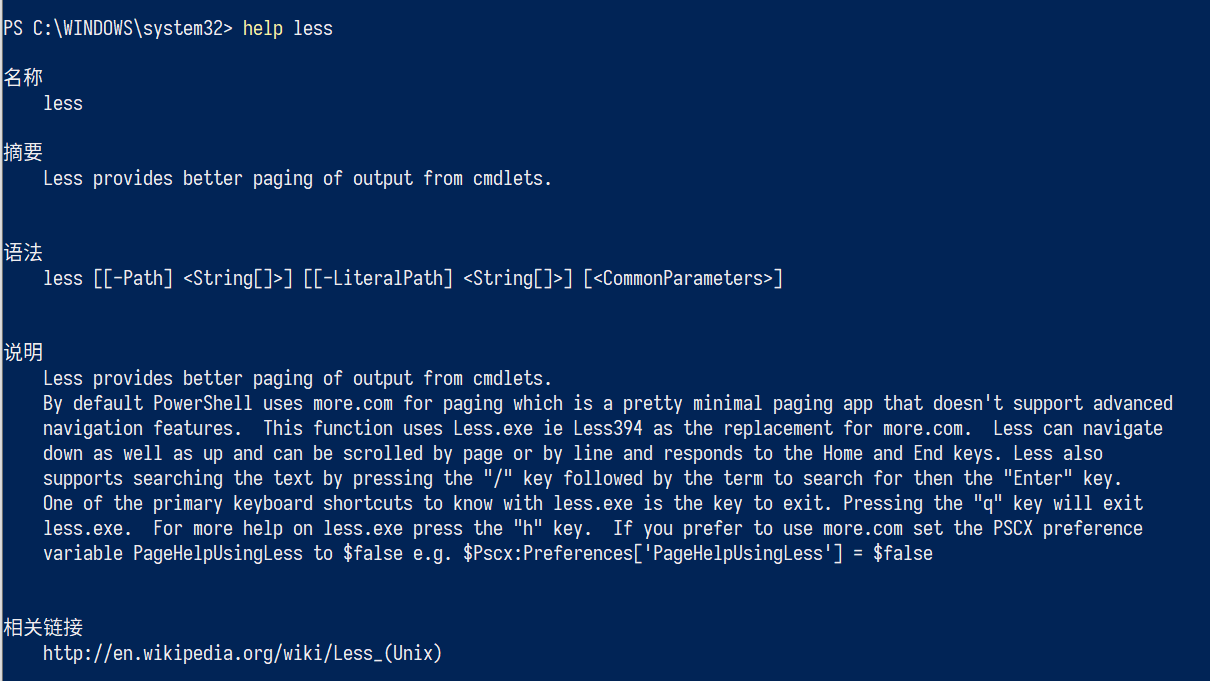 PS C:\WINDOWS\system32> help less
名称
less
摘要
Less provides better paging of output from cmdlets.
语法
less [[-Path] <String[]>] [[-LiteralPath] <String[]>] [<CommonParameters>]
说明
Less provides better paging of output from cmdlets.
By default PowerShell uses more.com for paging which is a pretty minimal paging app that doesn't support advanced
navigation features.  This function uses Less.exe ie Less394 as the replacement for more.com.  Less can navigate
down as well as up and can be scrolled by page or by line and responds to the Home and End keys. Less also
supports searching the text by pressing the "/" key followed by the term to search for then the "Enter" key.
One of the primary keyboard shortcuts to know with less.exe is the key to exit. Pressing the "q" key will exit
less.exe.  For more help on less.exe press the "h" key.  If you prefer to use more.com set the PSCX preference
variable PageHelpUsingLess to $false e.g. $Pscx:Preferences['PageHelpUsingLess'] = $false
相关链接
http://en.wikipedia.org/wiki/Less_(Unix)